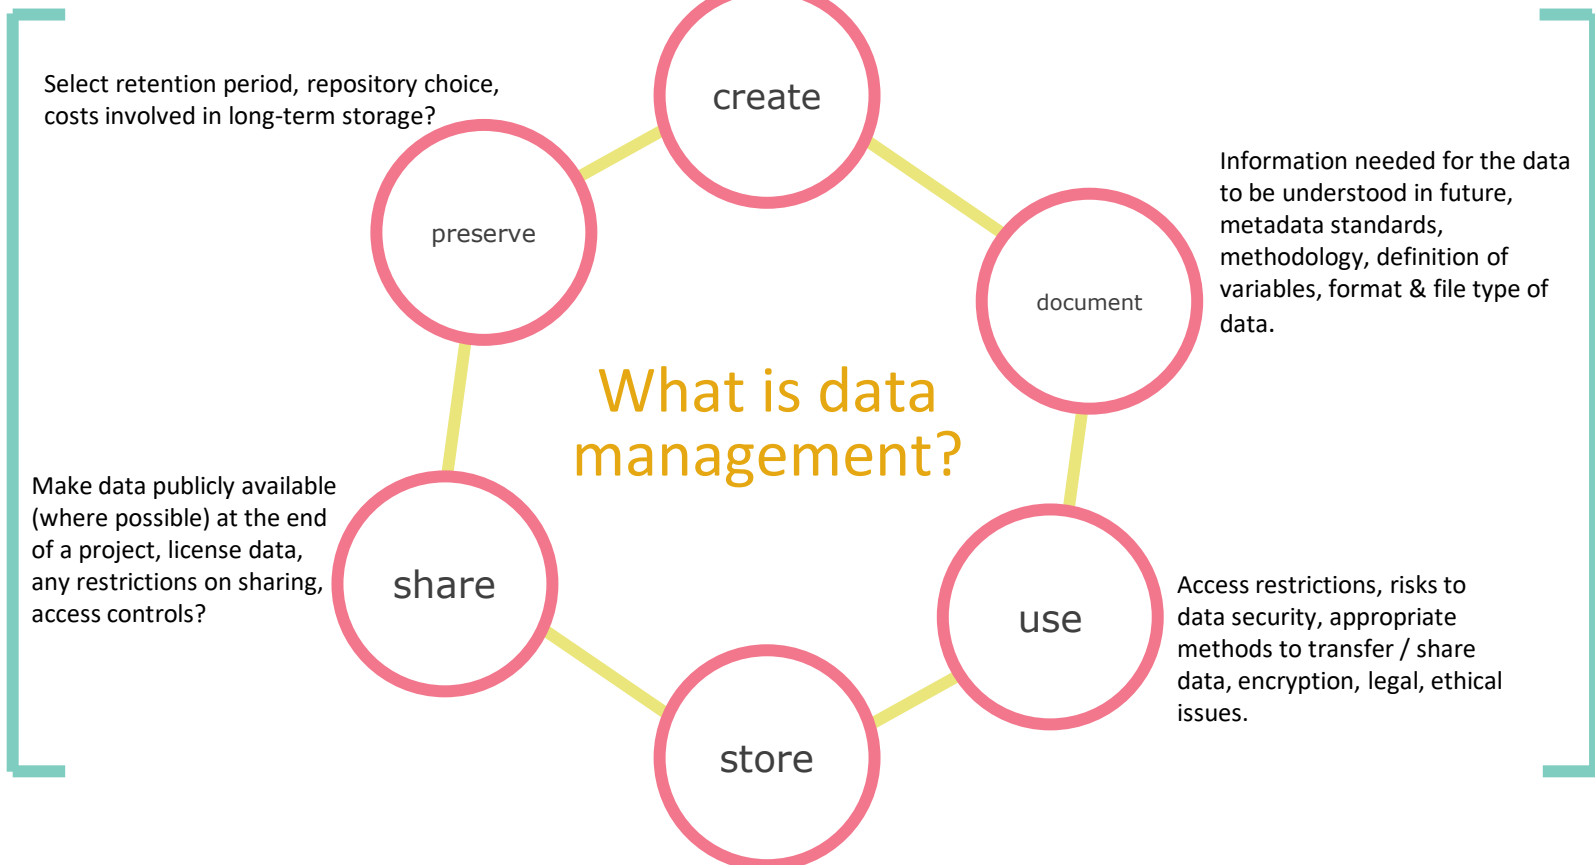 create
Select retention period, repository choice,
costs involved in long-term storage?
preserve
Information needed for the data
to be understood in future,
metadata standards,
methodology, definition of
variables, format & file type of
data.
document
What is data
management?
Make data publicly available
(where possible) at the end
of a project, license data,
any restrictions on sharing,
access controls?
share
use
Access restrictions, risks to
data security, appropriate
methods to transfer / share
data, encryption, legal, ethical
issues.
store